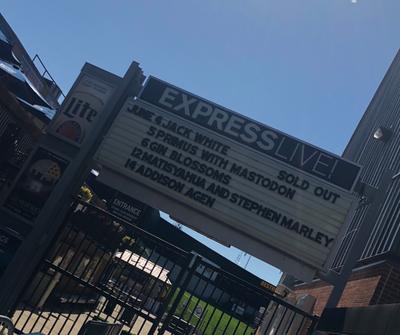 EXPRESS LIVE!
JUNE 4 JACK WHITE SOLD OUT
5 PRIMUS WITH MASTODON
6 GIN BLOSSOMS
12 MATISYAHU AND STEPHEN MARLEY
14 ADDISON AGEN
lite
ENTRANCE